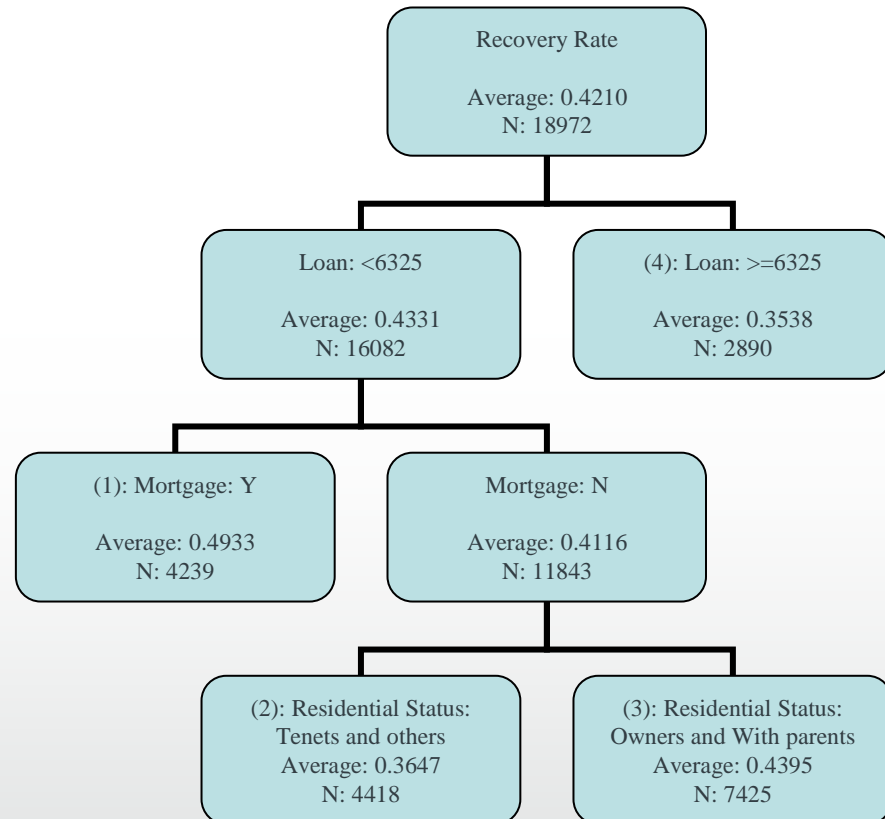 Recovery Rate
Average: 0.4210
N: 18972
Loan: <6325
Average: 0.4331
N: 16082
(4): Loan: >=6325
Average: 0.3538
N: 2890
(1): Mortgage: Y
Average: 0.4933
N: 4239
Mortgage: N
Average: 0.4116
N: 11843
(2): Residential Status:
Tenets and others
Average: 0.3647
N: 4418
(3): Residential Status:
Owners and With parents
Average: 0.4395
N: 7425